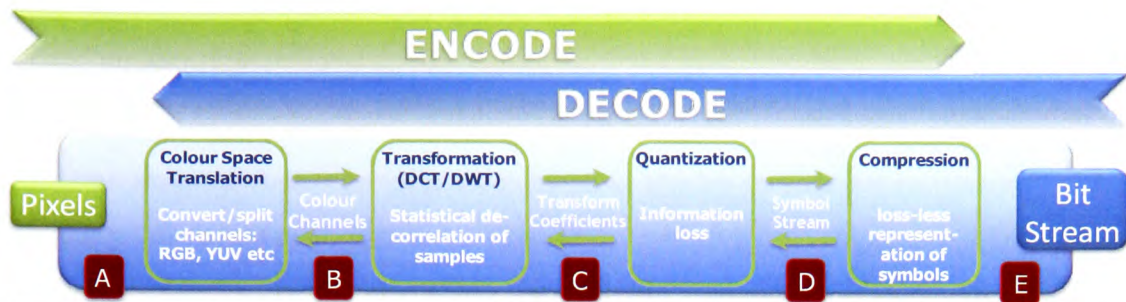 ENCODE
DECODE
Pixels
Colour Space
Translation
Convert/split
channels:
RGB, YUV etc
Colour
Channels
Transformation
(DCT/DWT)
Statistical de-
correlation of
samples
Transform
Coefficients
Quantization
Information
loss
Symbol
Stream
Compression
loss-less
represent-
ation of
symbols
Bit
Stream
A
B
C
D
E